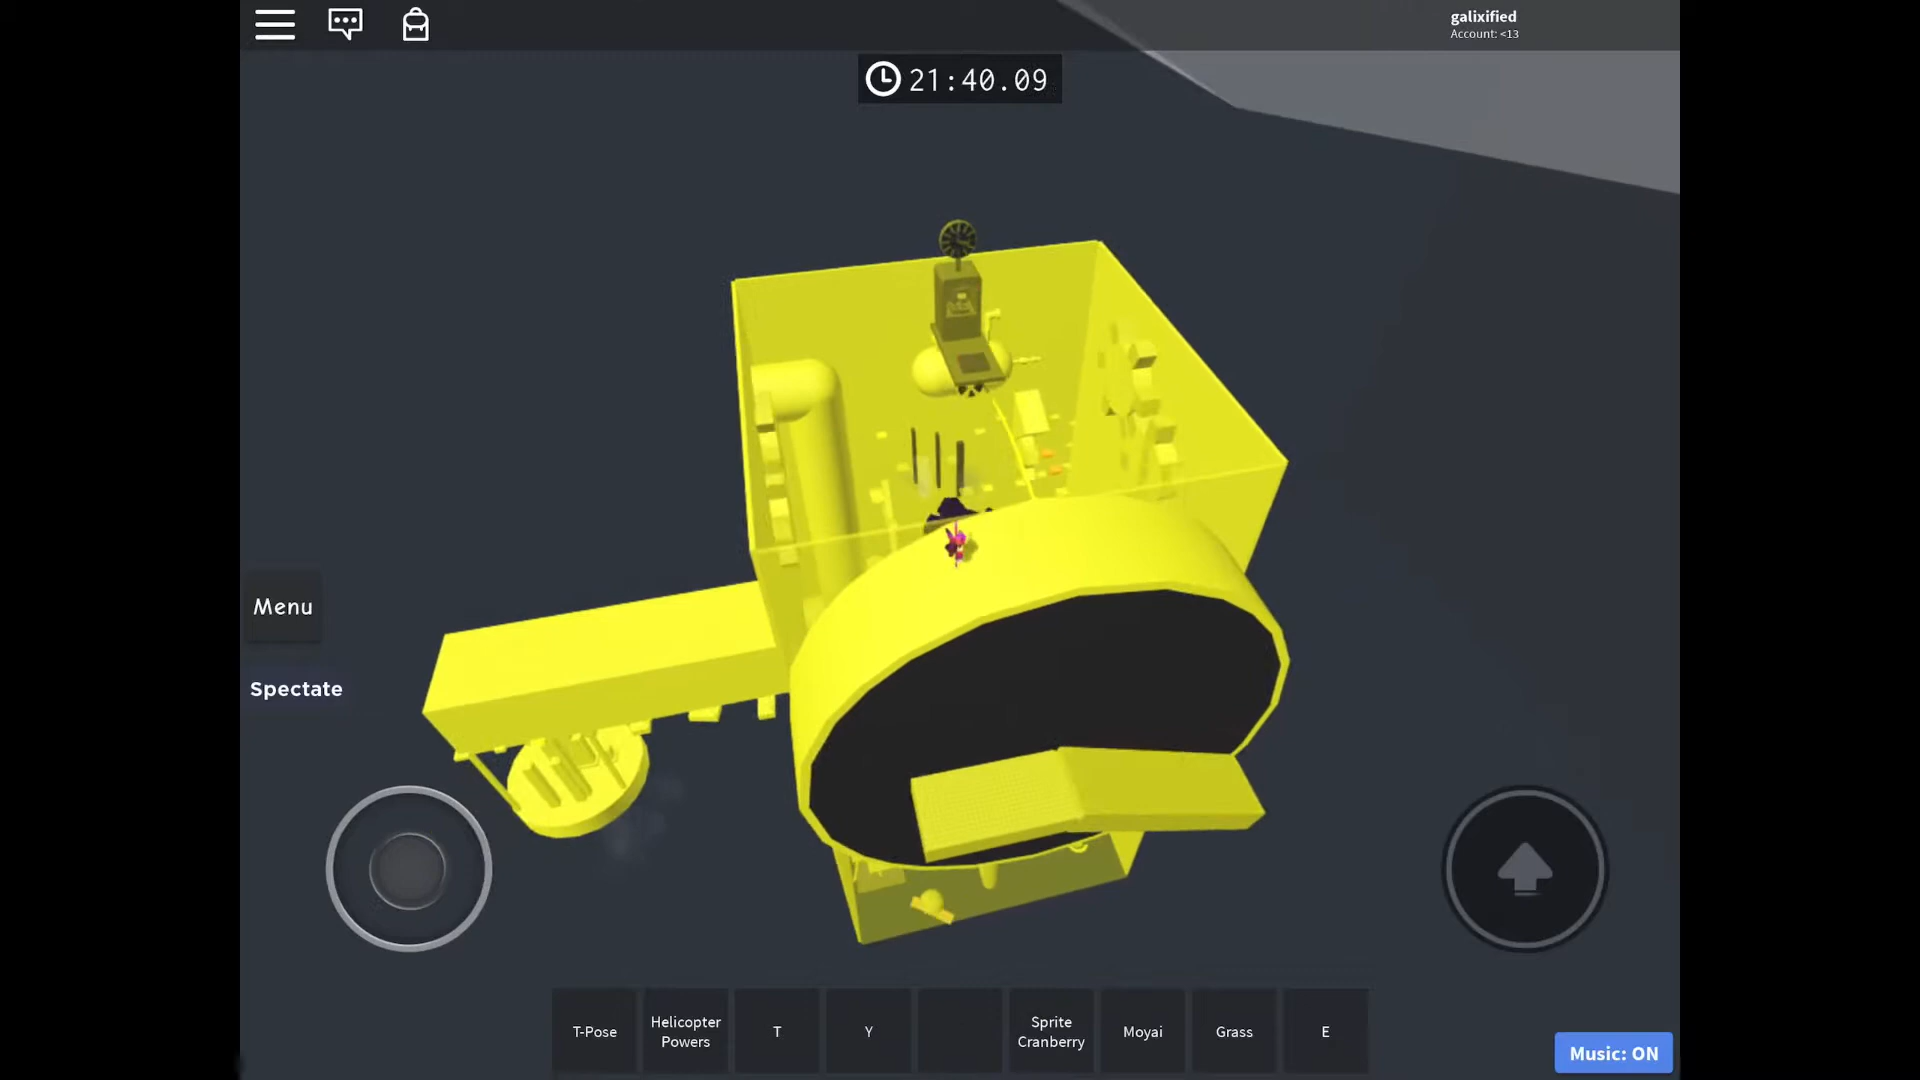 galixified
Account: <13
21:40.09
Menu
Spectate
T-Pose
Helicopter
Powers
T
Y
Sprite
Cranberry
Moyai
Grass
E
Music: ON